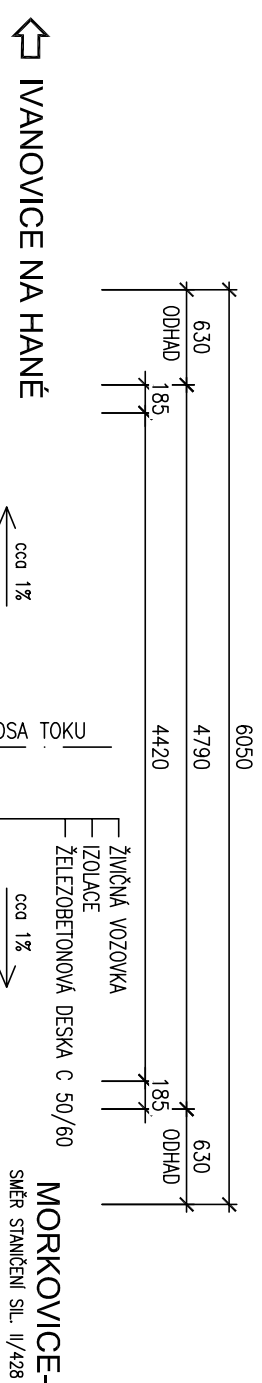 6050
630
4790
630
ODHAD
ODHAD
185
4420
185
ŽIVIČNÁ VOZOVKA
IZOLACE
ŽELEZOBETONOVÁ DESKA C 50/60
OSA TOKU
cca 1%
cca 1%
IVANOVICE NA HANÉ
MORKOVICE-
SMĚR STANIČENÍ SIL. II/428